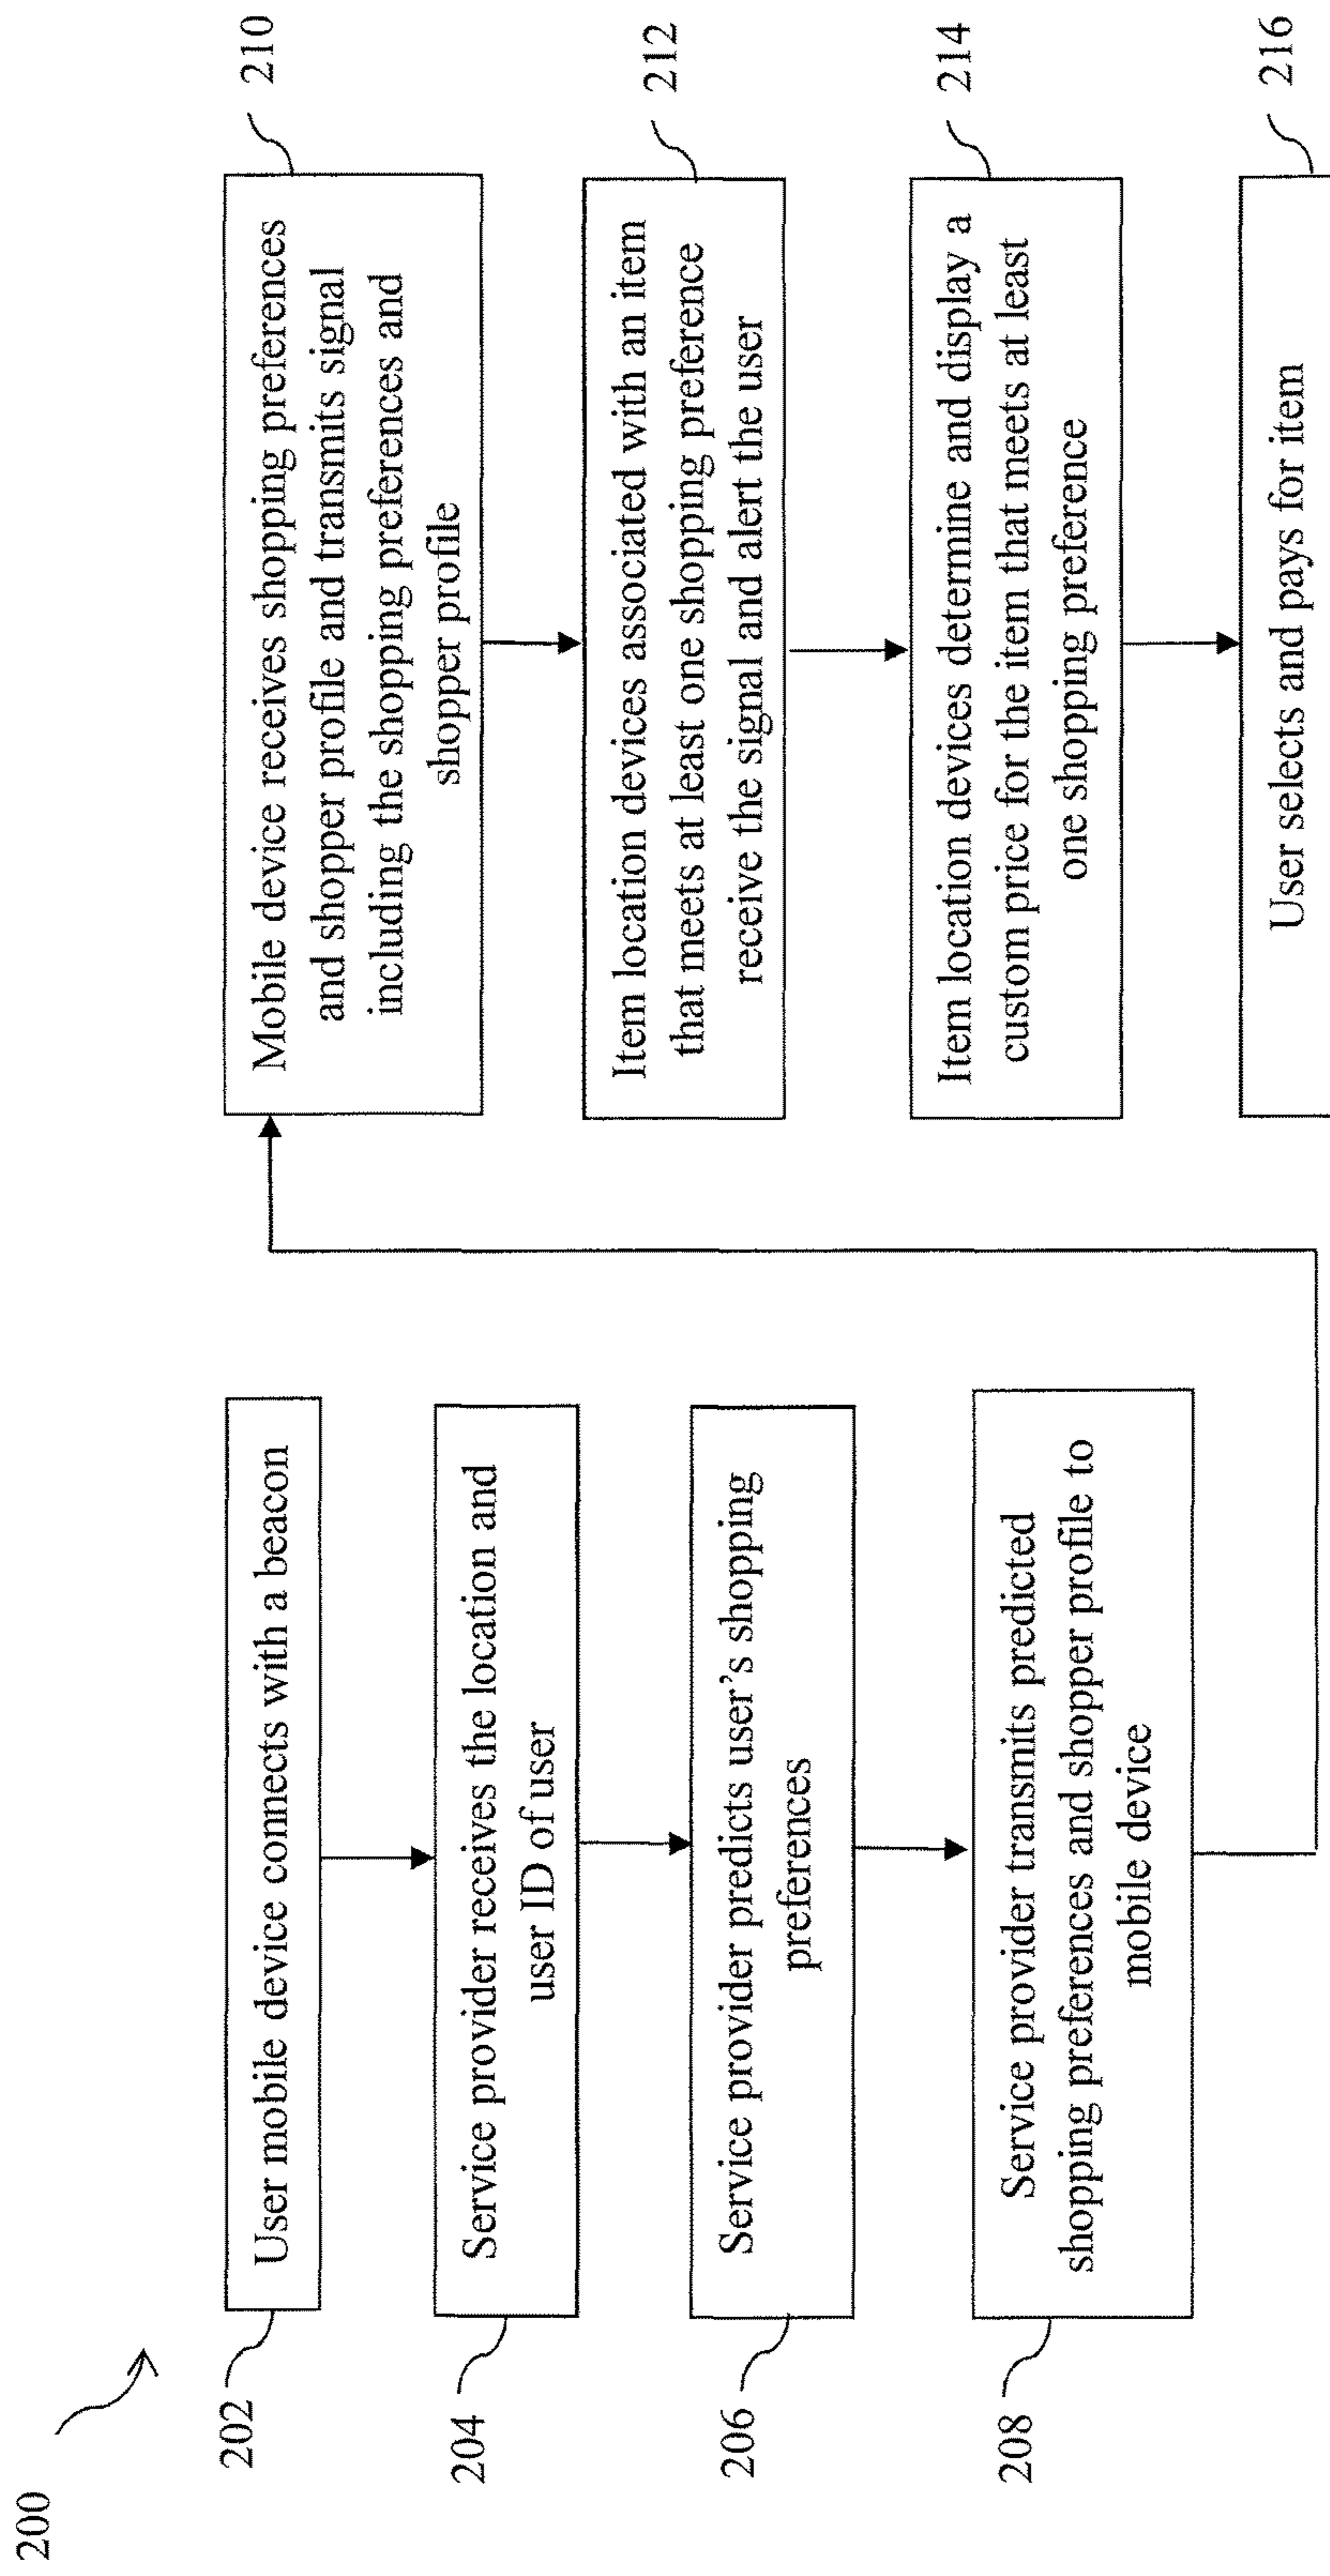 200
202
User mobile device connects with a beacon
204
Service provider receives the location and
user ID of user
206
Service provider predicts user’s shopping
preferences
208
Service provider transmits predicted
shopping preferences and shopper profile to
mobile device
210
Mobile device receives shopping preferences
and shopper profile and transmits signal
including the shopping preferences and
shopper profile
212
Item location devices associated with an item
that meets at least one shopping preference
receive the signal and alert the user
214
Item location devices determine and display a
custom price for the item that meets at least
one shopping preference
216
User selects and pays for item